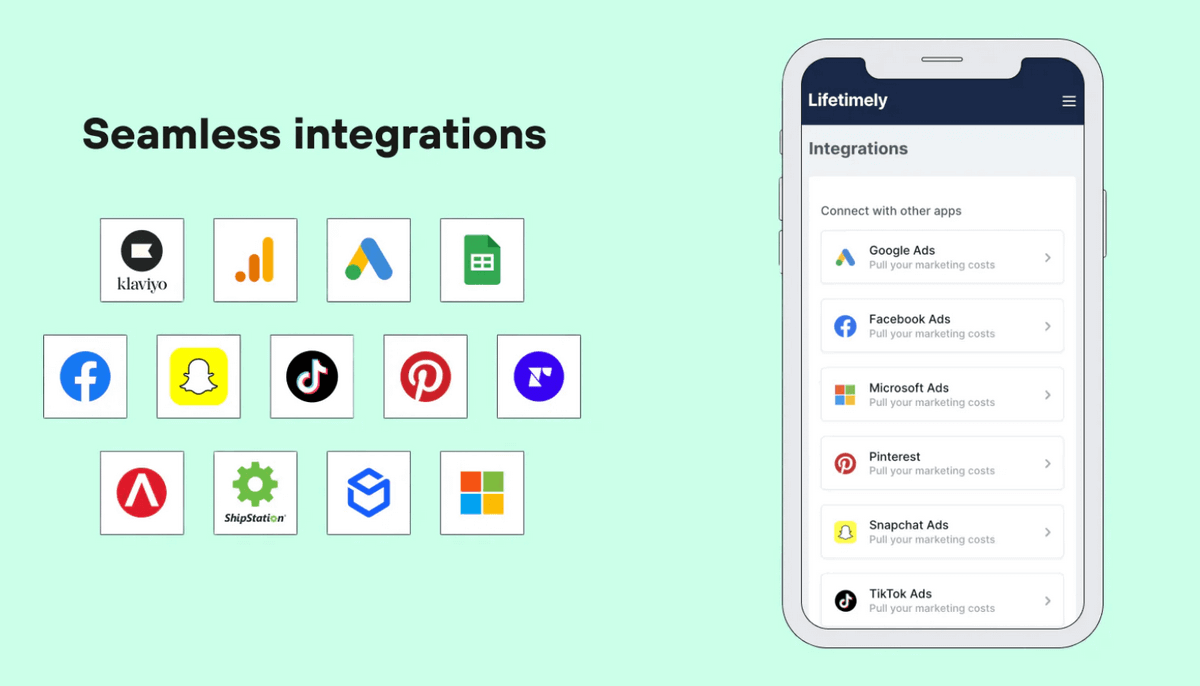 Seamless integrations
klaviyo
ShipStation
Lifetimely
Integrations
Connect with other apps
Google Ads
Pull your marketing costs
Facebook Ads
Pull your marketing costs
Microsoft Ads
Pull your marketing costs
Pinterest
Pull your marketing costs
Snapchat Ads
Pull your marketing costs
TikTok Ads
Pull your marketing costs